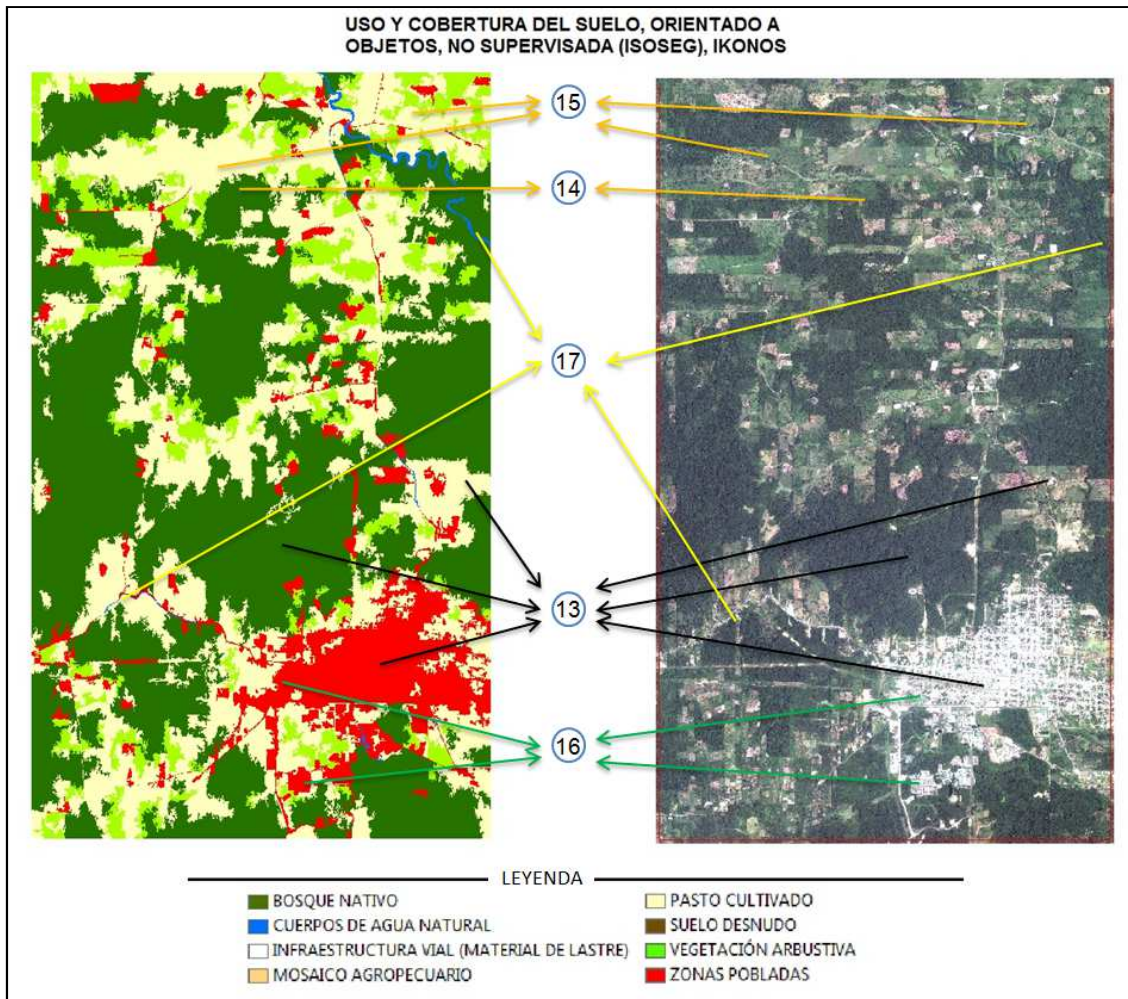 USO Y COBERTURA DEL SUELO, ORIENTADO A
OBJETOS, NO SUPERVISADA (ISOSEG), IKONOS
15
14
17
13
16
LEYENDA
BOSQUE NATIVO
CUERPOS DE AGUA NATURAL
INFRAESTRUCTURA VIAL (MATERIAL DE LASTRE)
MOSAICO AGROPECUARIO
PASTO CULTIVADO
SUELO DESNUDO
VEGETACIÓN ARBUSTIVA
ZONAS POBLADAS